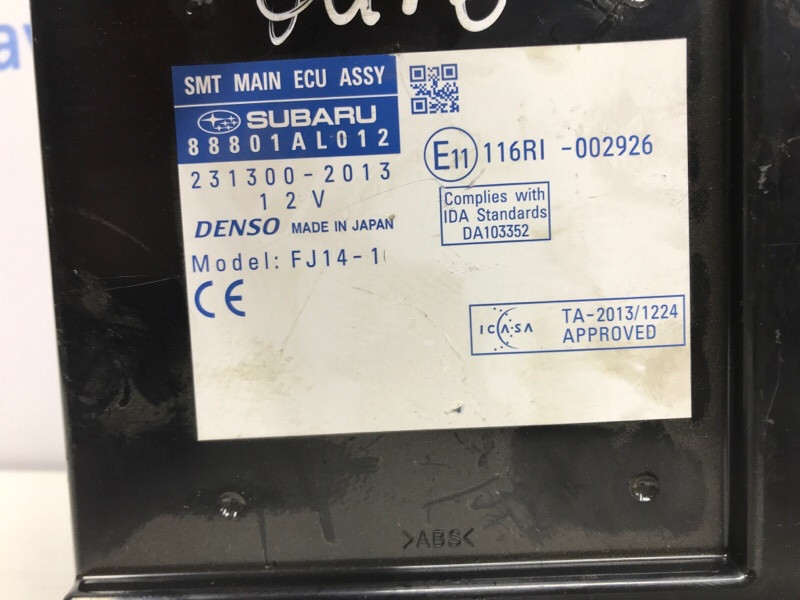 SMT MAIN ECU ASSY
SUBARU
88801AL012
231300-2013
12V
DENSO MADE IN JAPAN
Model: FJ14-1
CE
E11 116RI -002926
Complies with
IDA Standards
DA103352
ICASA
TA-2013/1224
APPROVED
>ABS<